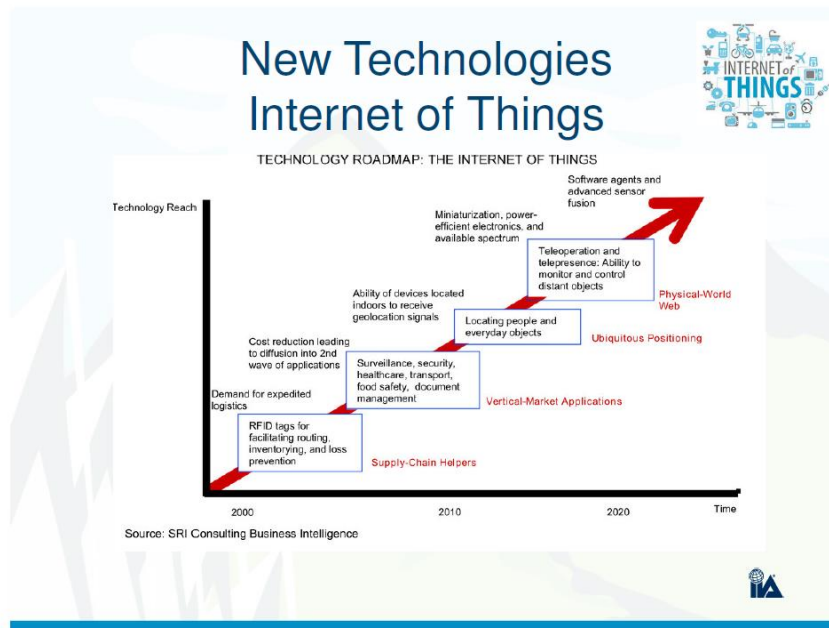 New Technologies
Internet of Things
INTERNET of
THINGS
TECHNOLOGY ROADMAP: THE INTERNET OF THINGS
Technology Reach
Software agents and
advanced sensor
fusion
Miniaturization, power-
efficient electronics, and
available spectrum
Teleoperation and
telepresence: Ability to
monitor and control
distant objects
Physical-World
Web
Ability of devices located
indoors to receive
geolocation signals
Locating people and
everyday objects
Ubiquitous Positioning
Cost reduction leading
to diffusion into 2nd
wave of applications
Surveillance, security,
healthcare, transport,
food safety, document
management
Vertical-Market Applications
Demand for expedited
logistics
RFID tags for
facilitating routing,
inventorying, and loss
prevention
Supply-Chain Helpers
2000
2010
2020
Time
Source: SRI Consulting Business Intelligence
IIA